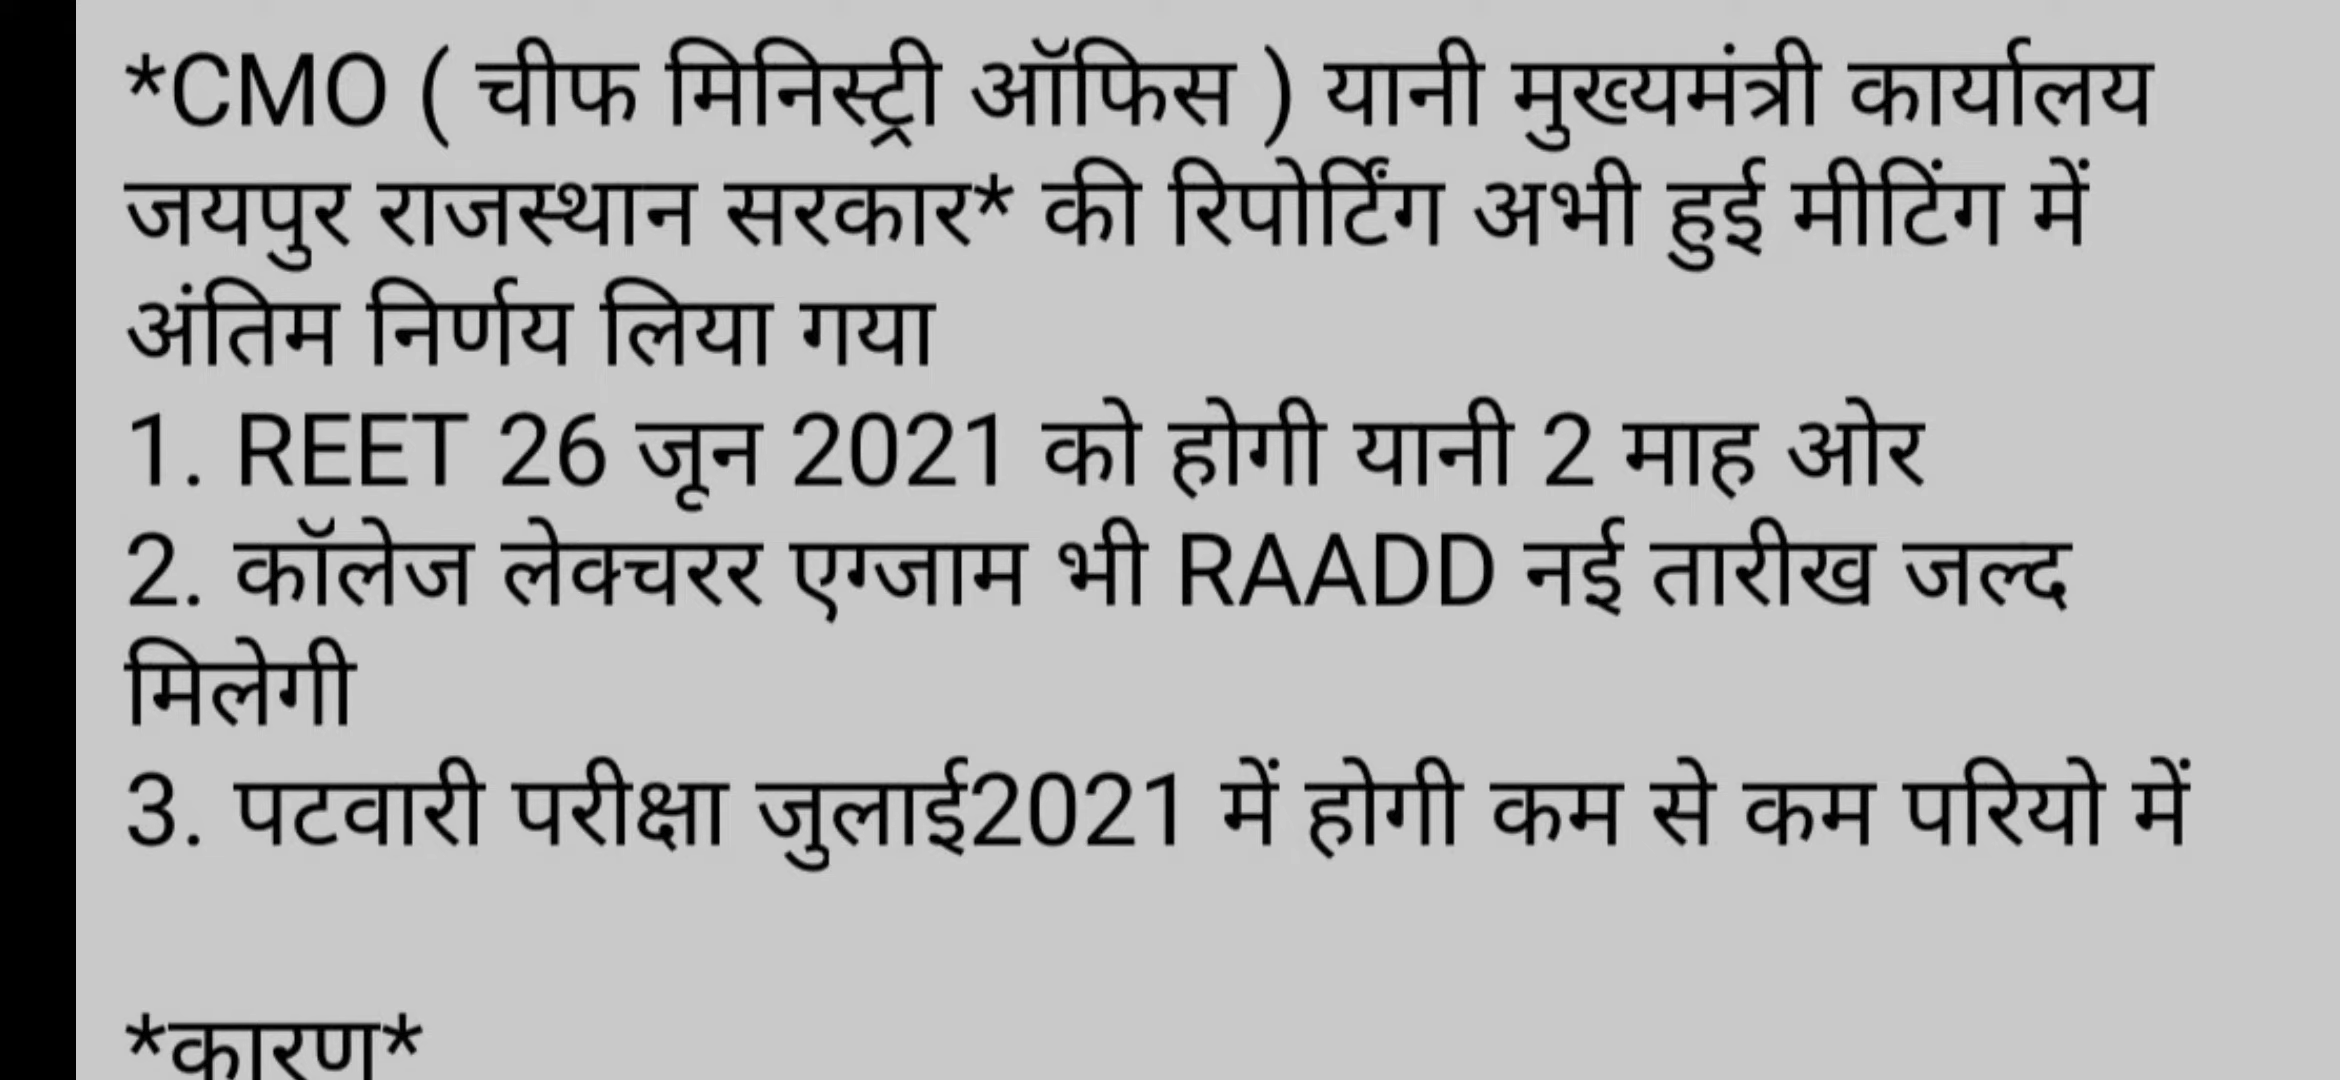 *CMO ( चीफ मिनिस्ट्री ऑफिस ) यानी मुख्यमंत्री कार्यालय
जयपुर राजस्थान सरकार* की रिपोर्टिंग अभी हुई मीटिंग में
अंतिम निर्णय लिया गया
1. REET 26 जून 2021 को होगी यानी 2 माह ओर
2. कॉलेज लेक्चरर एग्जाम भी RAADD नई तारीख जल्द
मिलेगी
3. पटवारी परीक्षा जुलाई2021 में होगी कम से कम परियो में
*कारण*